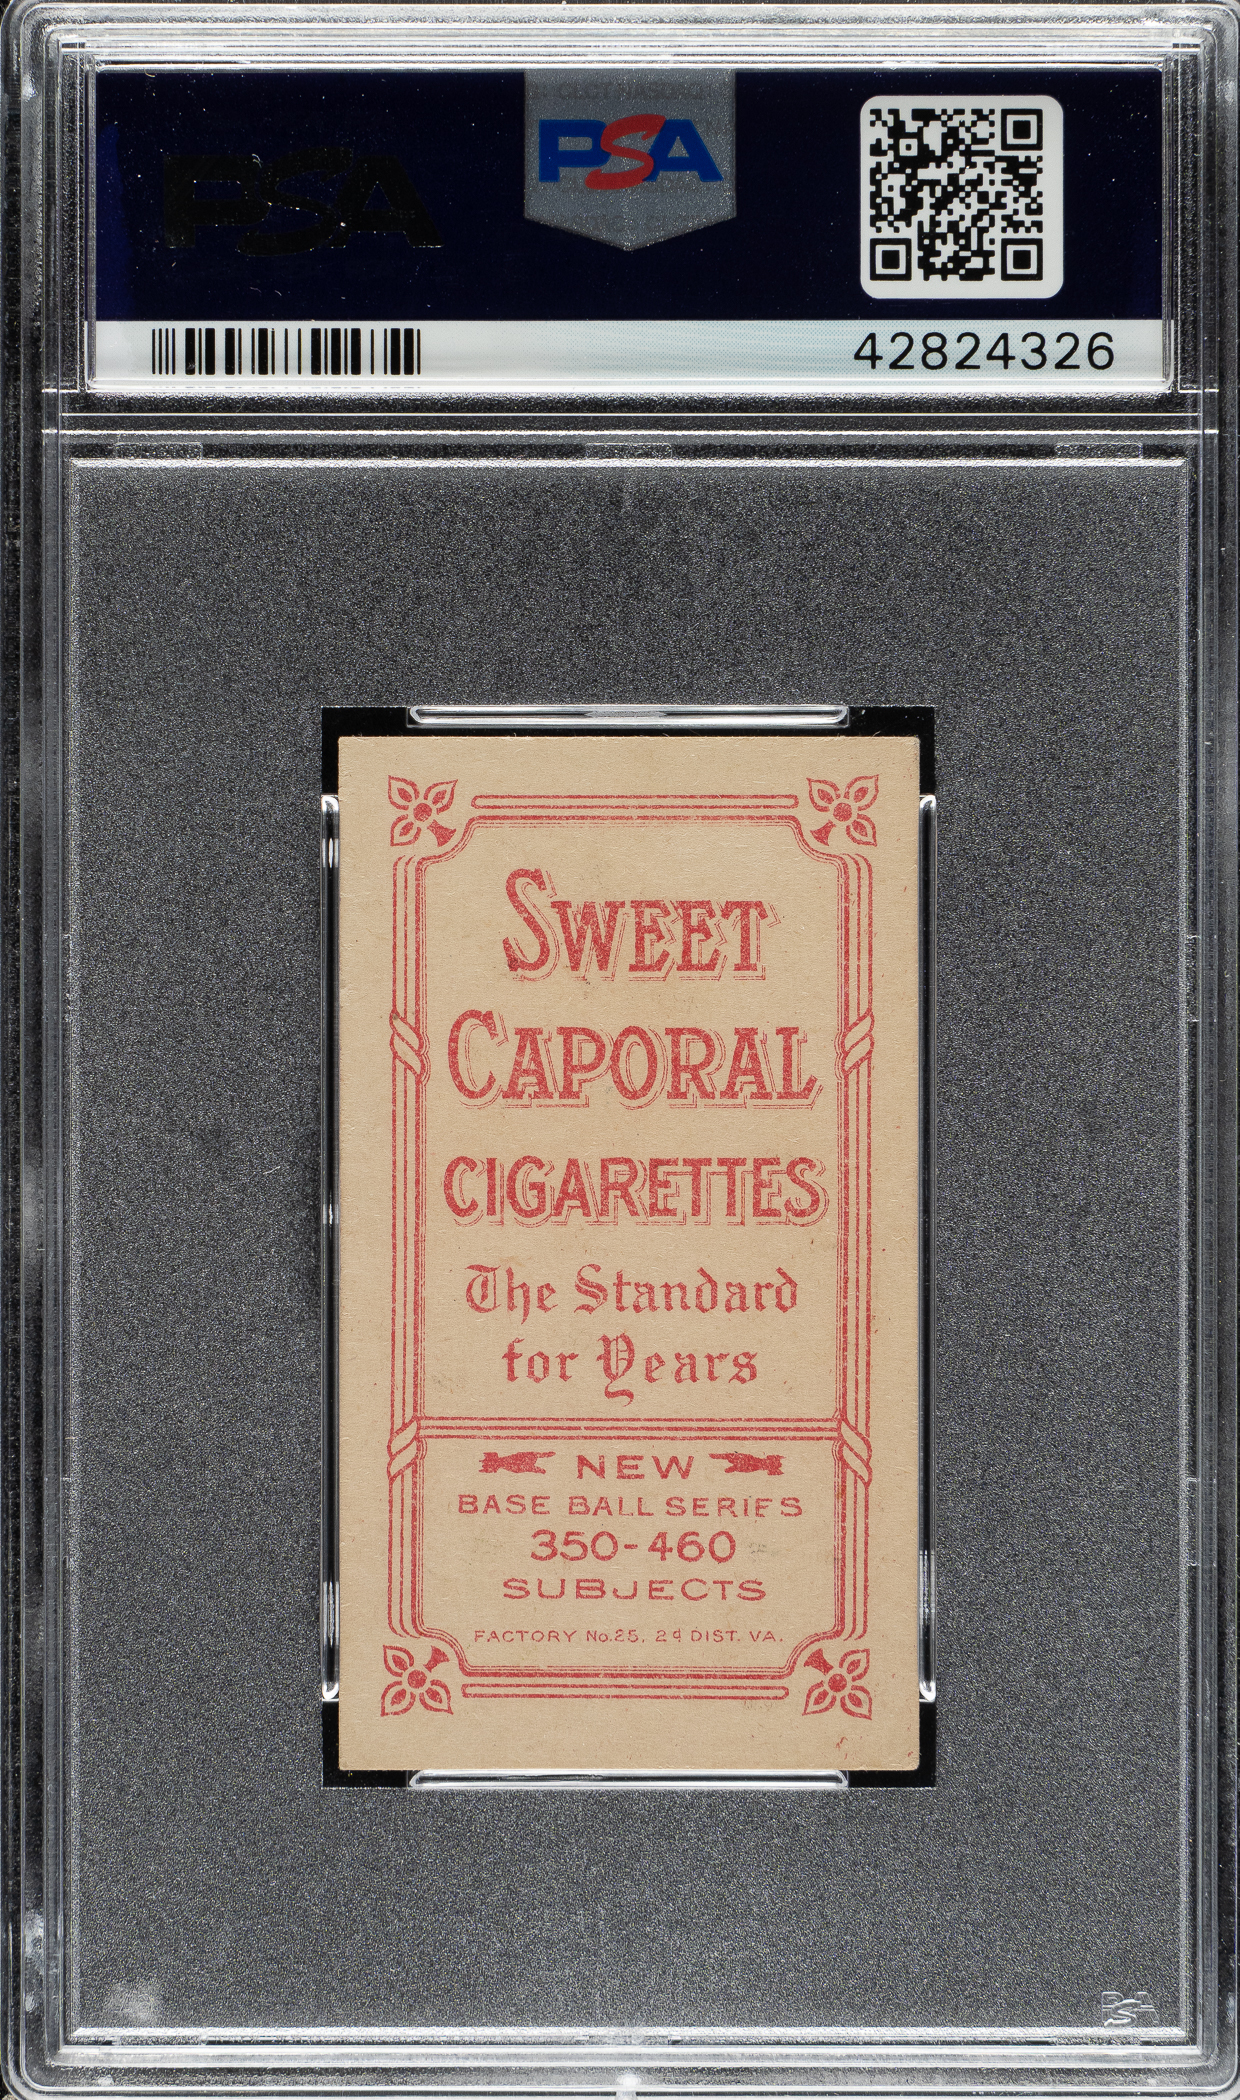 PSA
PSA
42824326
SWEET
CAPORAL
CIGARETTES
The Standard
for Years
NEW
BASE BALL SERIES
350-460
SUBJECTS
FACTORY No.25, 2d DIST. VA.
PSA